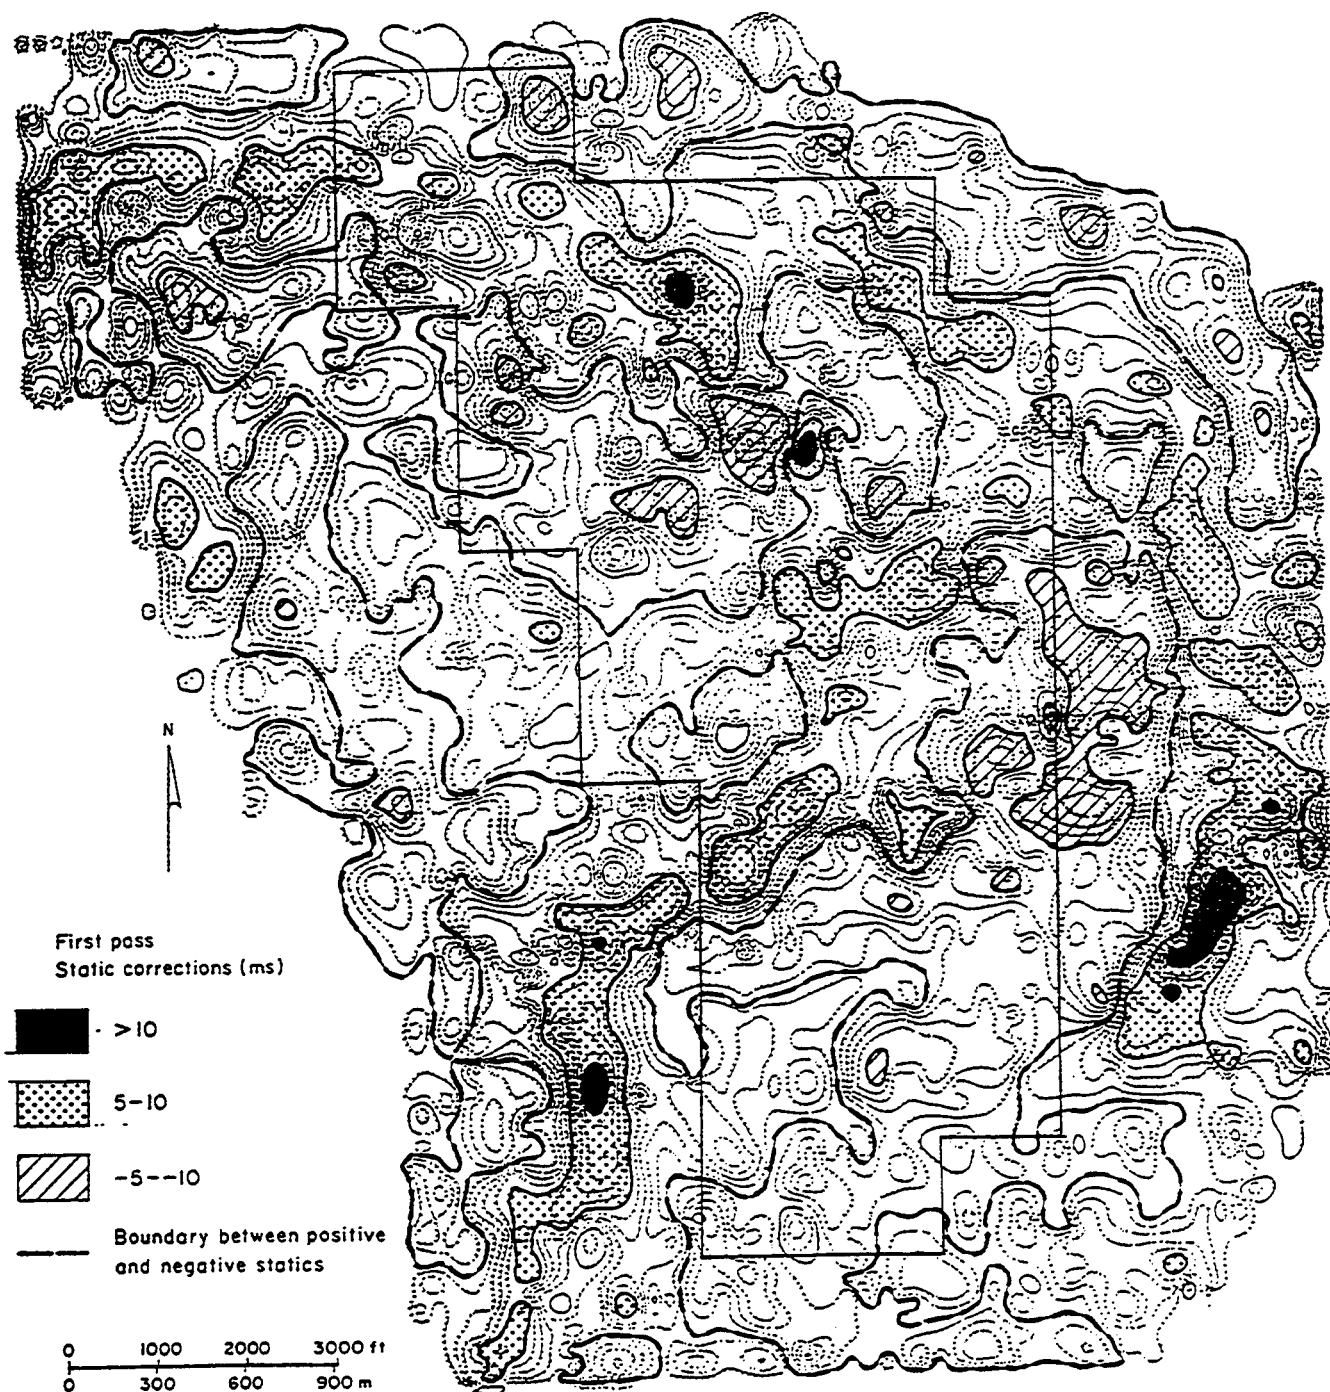 N
First pass
Static corrections (ms)
>10
5-10
-5--10
Boundary between positive
and negative statics
0 1000 2000 3000 ft
0 300 600 900 m